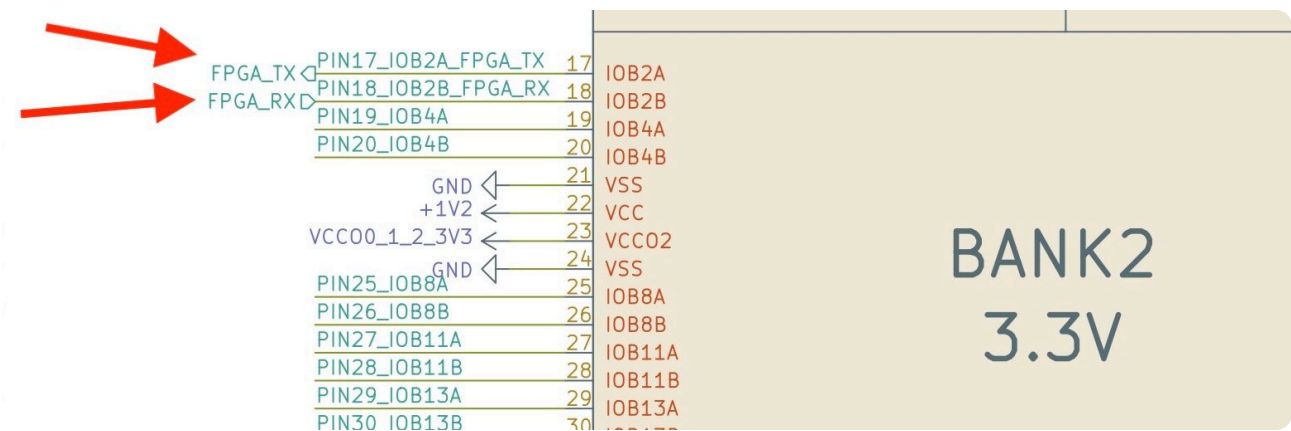 PIN17_IOB2A_FPGA_TX 17
FPGA_TX IOB2A
PIN18_IOB2B_FPGA_RX 18
FPGA_RX IOB2B
PIN19_IOB4A 19
IOB4A
PIN20_IOB4B 20
IOB4B
21
GND VSS
22
+1V2 VCC
23
VCCO0_1_2_3V3 VCCO2
24
GND VSS
PIN25_IOB8A 25
IOB8A
PIN26_IOB8B 26
IOB8B
PIN27_IOB11A 27
IOB11A
PIN28_IOB11B 28
IOB11B
PIN29_IOB13A 29
IOB13A
PIN30_IOB13B 30
BANK2
3.3V